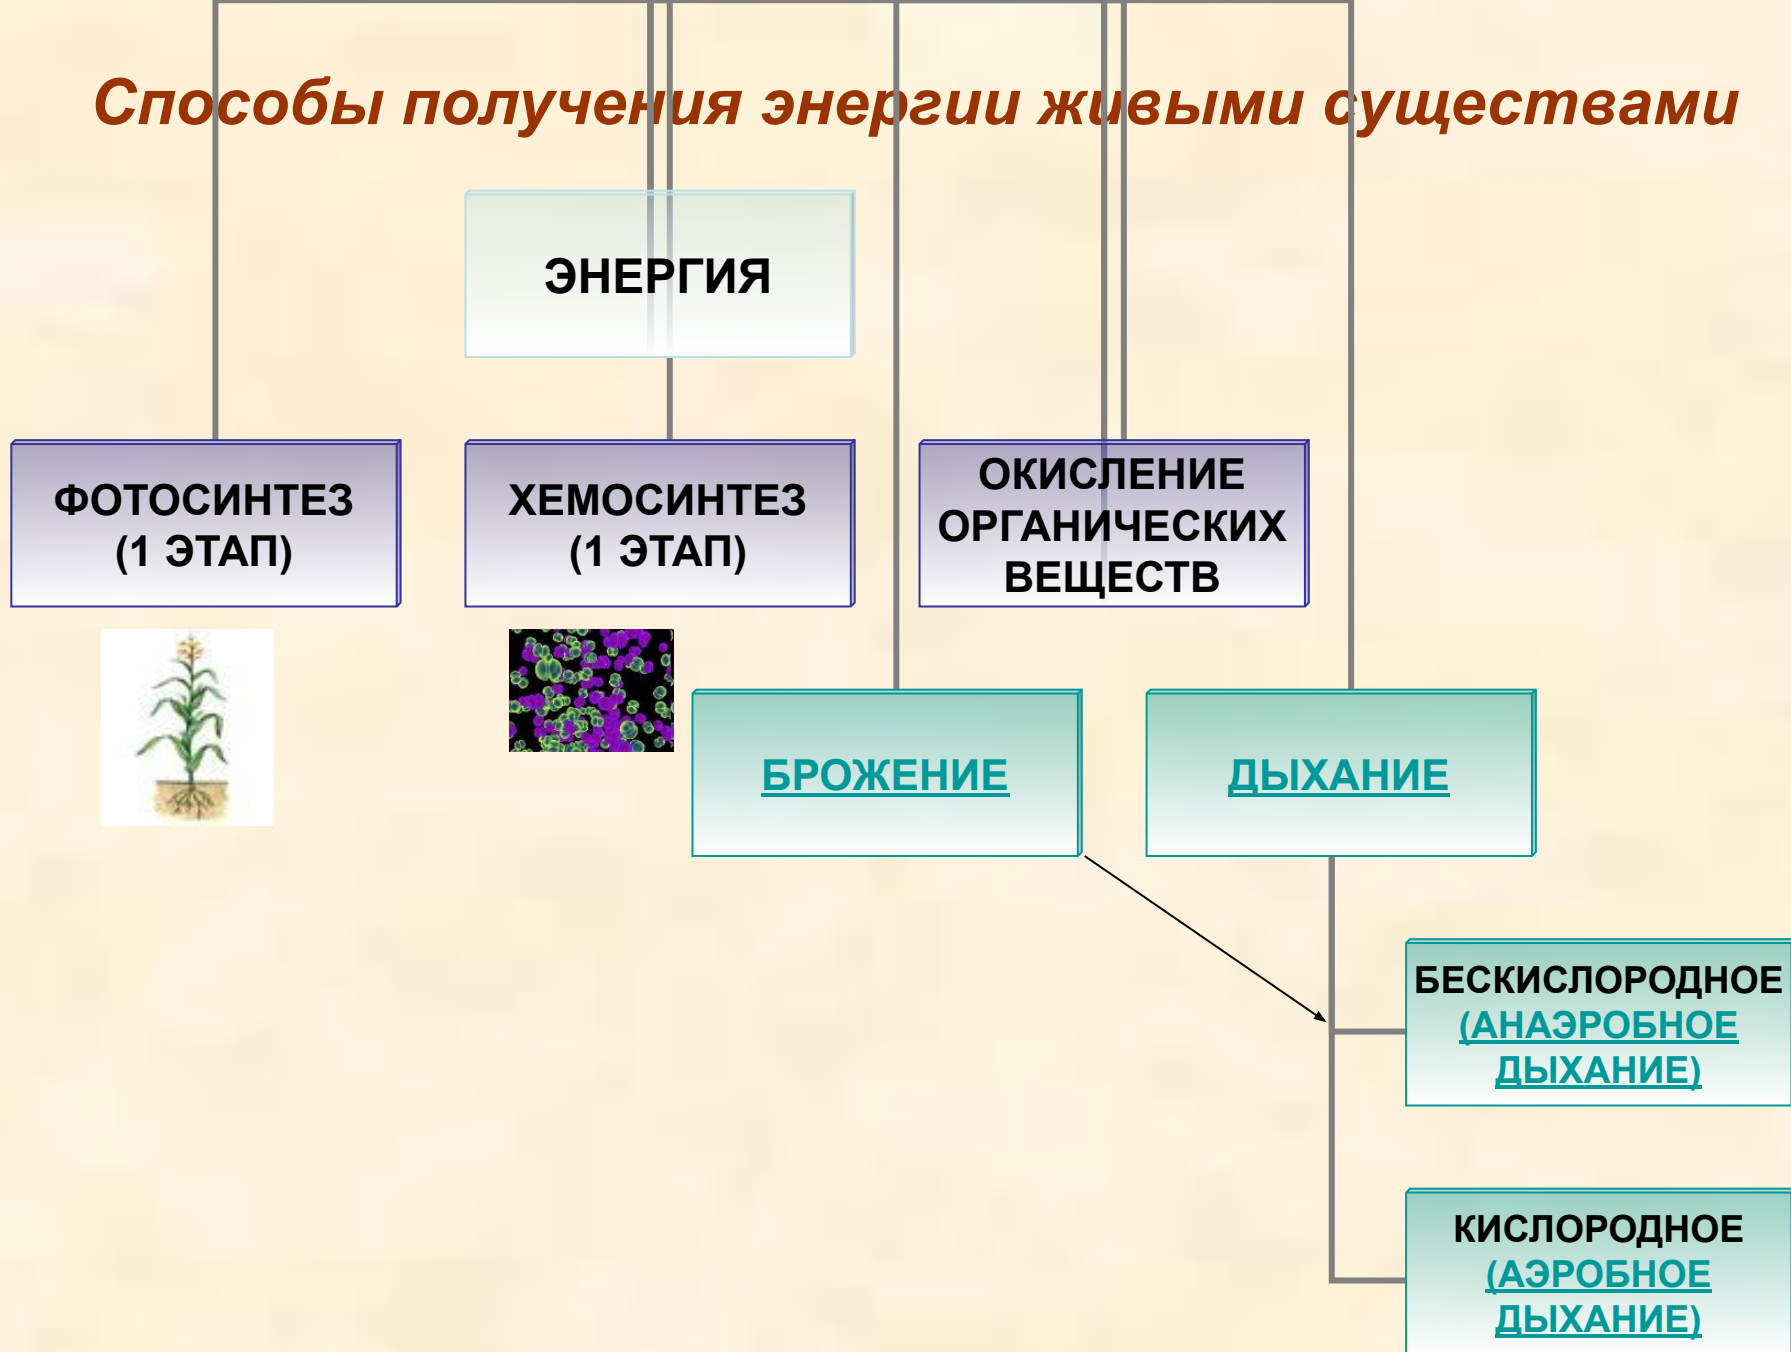 Способы получения энергии живыми существами
ЭНЕРГИЯ
ФОТОСИНТЕЗ
(1 ЭТАП)
ХЕМОСИНТЕЗ
(1 ЭТАП)
ОКИСЛЕНИЕ
ОРГАНИЧЕСКИХ
ВЕЩЕСТВ
БРОЖЕНИЕ
ДЫХАНИЕ
БЕСКИСЛОРОДНОЕ
(АНАЭРОБНОЕ
ДЫХАНИЕ)
КИСЛОРОДНОЕ
(АЭРОБНОЕ
ДЫХАНИЕ)